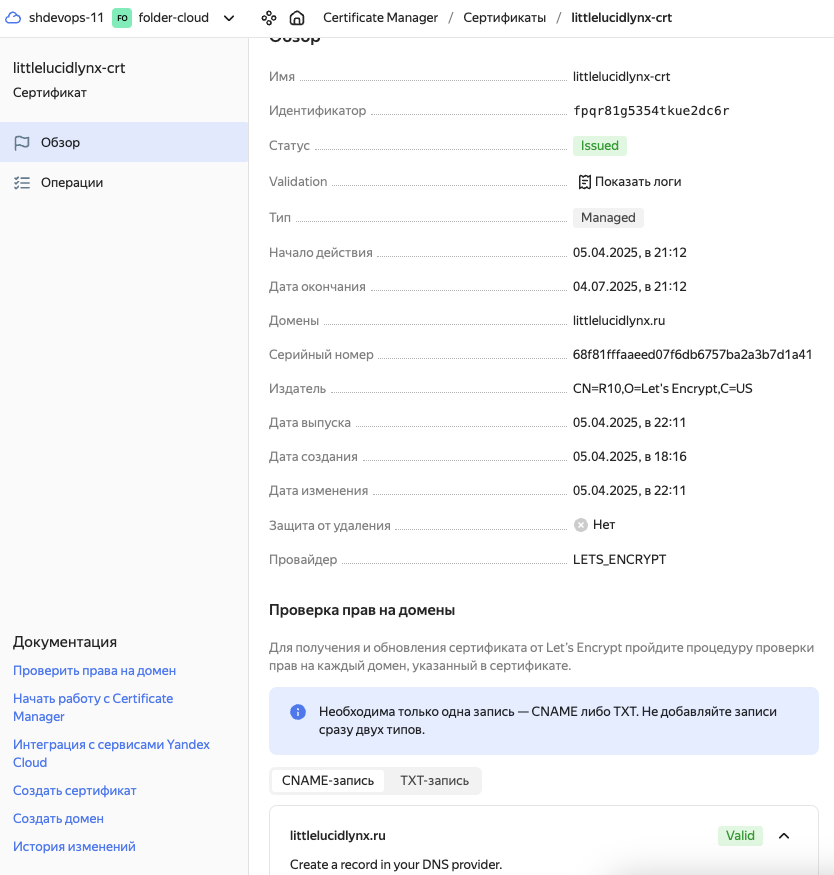 shdevops-11 FO folder-cloud Certificate Manager / Сертификаты / littlelucidlynx-crt
littlelucidlynx-crt
Сертификат
Обзор
Операции
Документация
Проверить права на домен
Начать работу с Certificate
Manager
Интеграция с сервисами Yandex
Cloud
Создать сертификат
Создать домен
История изменений
Обзор
Имя littlelucidlynx-crt
Идентификатор fpqr81g5354tkue2dc6r
Статус Issued
Validation Показать логи
Тип Managed
Начало действия 05.04.2025, в 21:12
Дата окончания 04.07.2025, в 21:12
Домены littlelucidlynx.ru
Серийный номер 68f81fffaaeed07f6db6757ba2a3b7d1a41
Издатель CN=R10,O=Let's Encrypt,C=US
Дата выпуска 05.04.2025, в 22:11
Дата создания 05.04.2025, в 18:16
Дата изменения 05.04.2025, в 22:11
Защита от удаления Нет
Провайдер LETS_ENCRYPT
Проверка прав на домены
Для получения и обновления сертификата от Let's Encrypt пройдите процедуру проверки
прав на каждый домен, указанный в сертификате.
Необходима только одна запись — CNAME либо TXT. Не добавляйте записи
сразу двух типов.
CNAME-запись TXT-запись
littlelucidlynx.ru Valid
Create a record in your DNS provider.